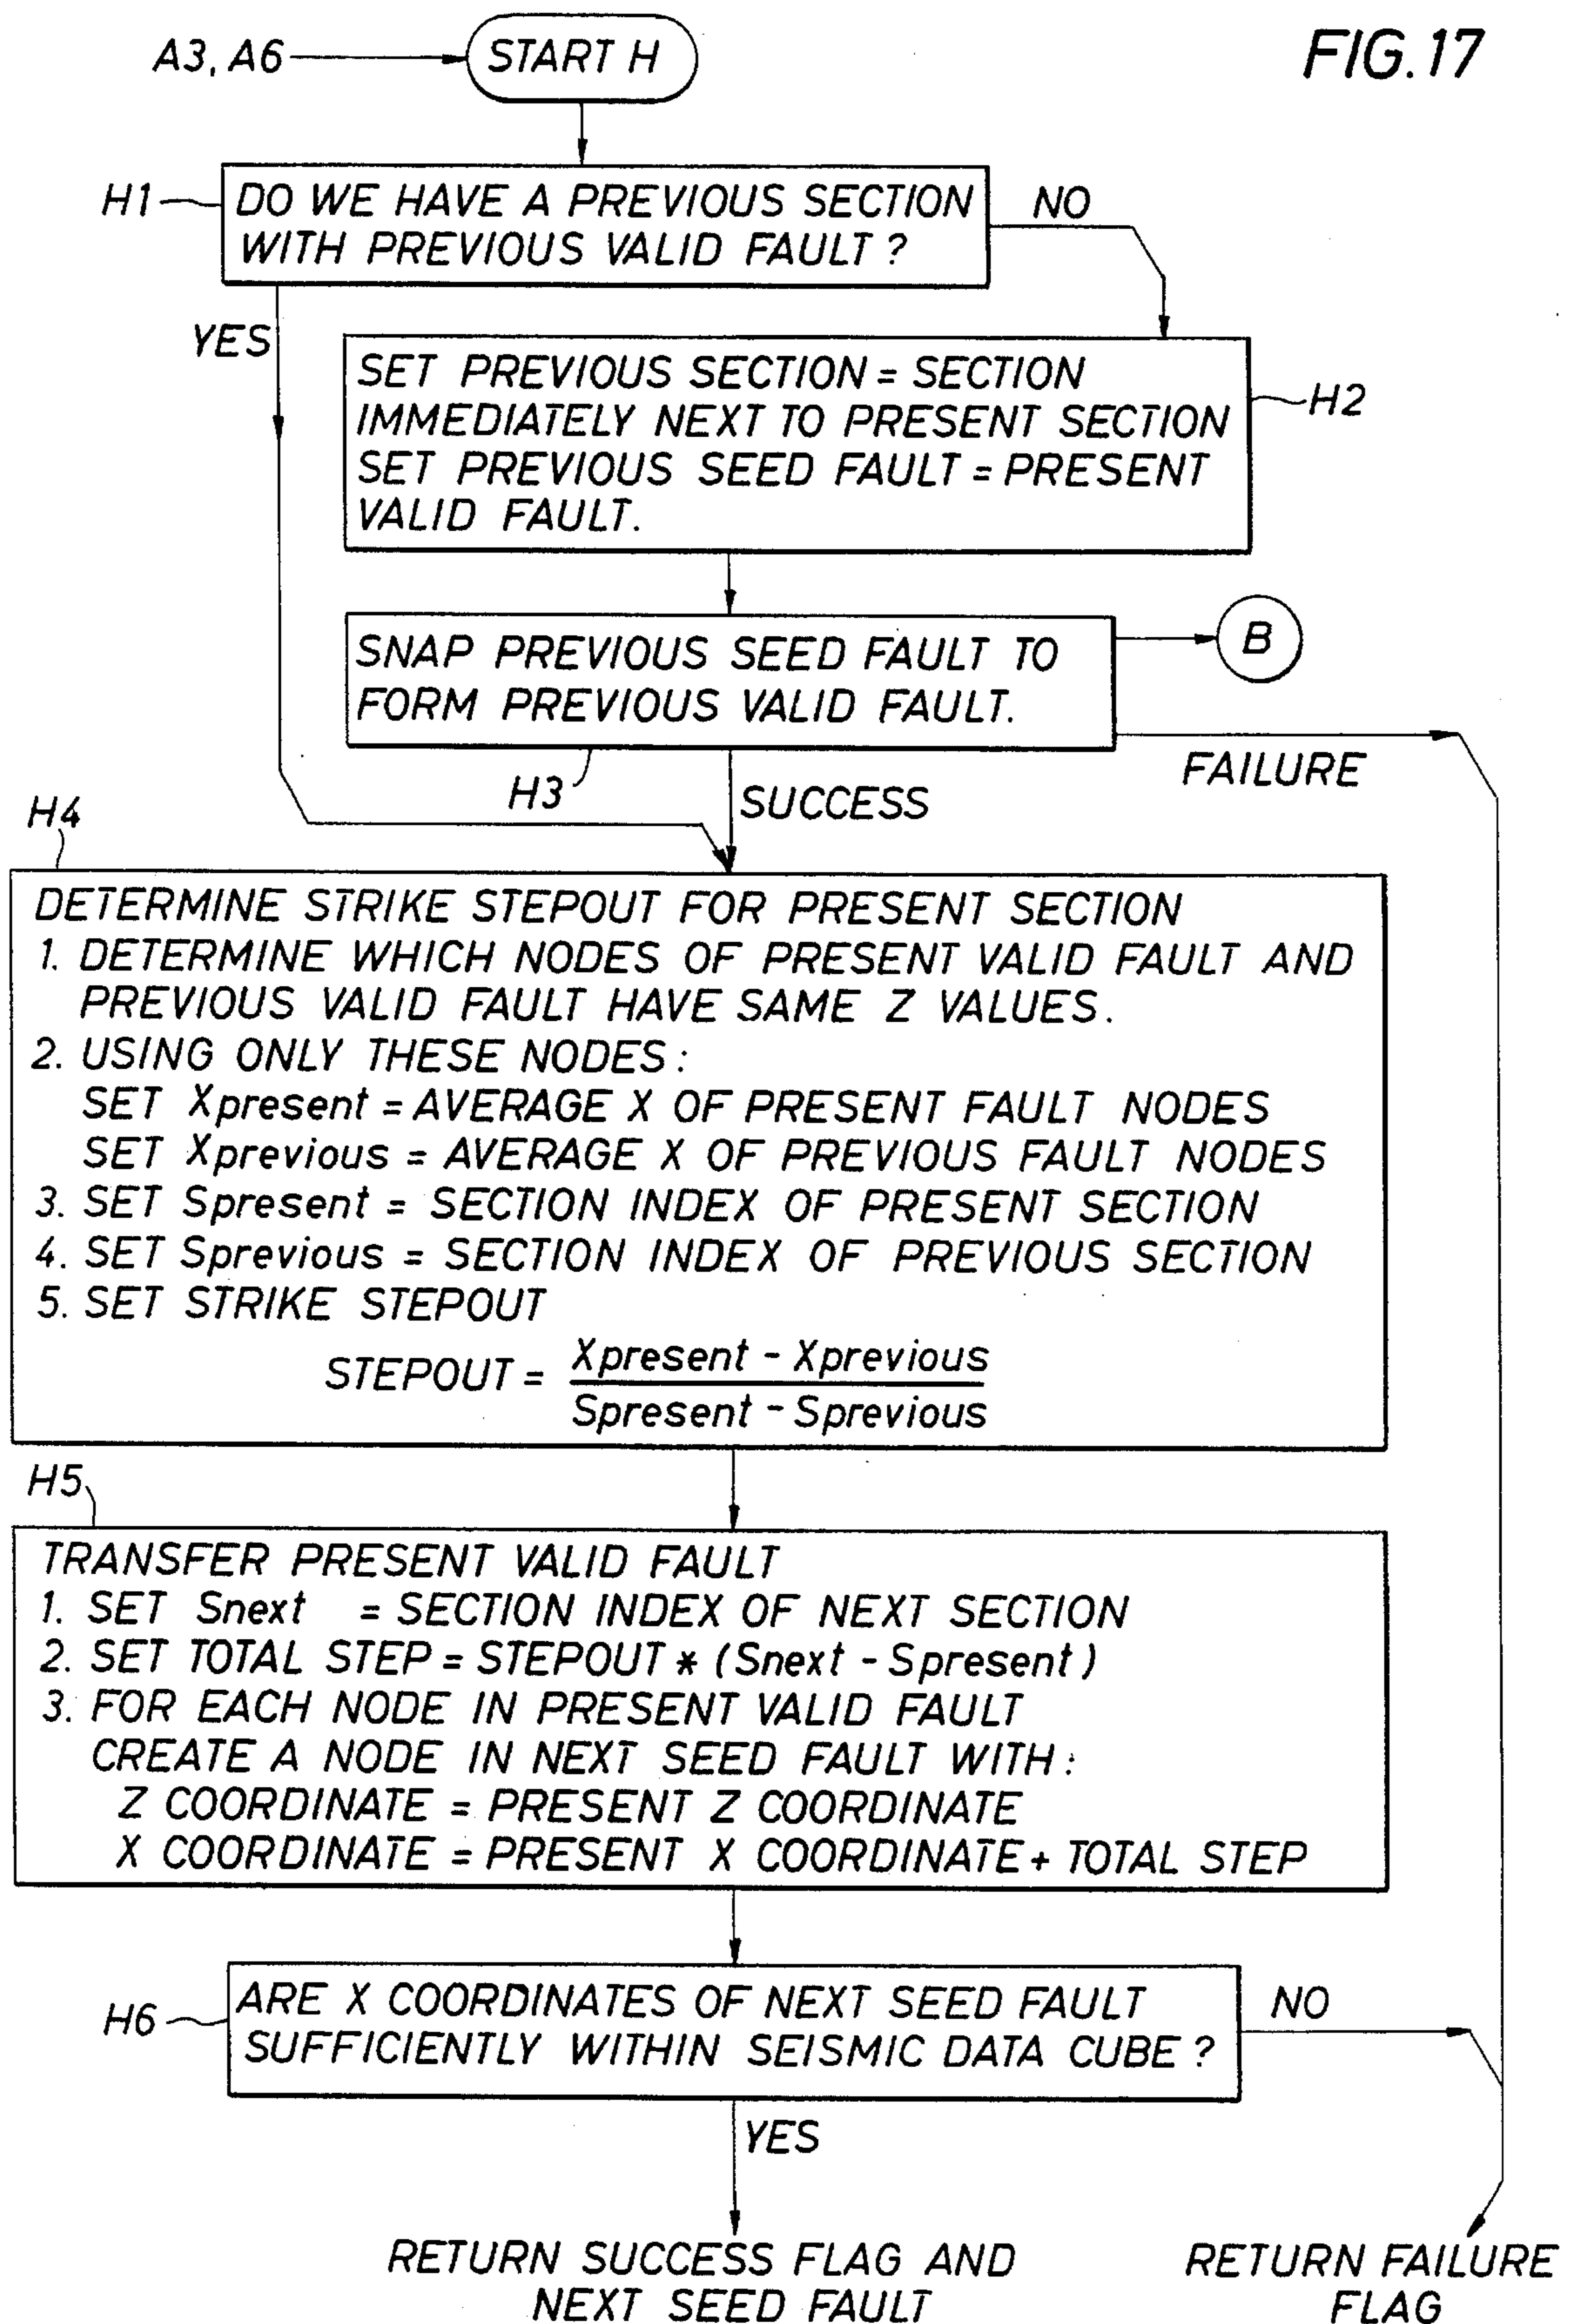 FIG. 17
A3, A6
START H
H1
DO WE HAVE A PREVIOUS SECTION
WITH PREVIOUS VALID FAULT ?
NO
YES
SET PREVIOUS SECTION = SECTION
IMMEDIATELY NEXT TO PRESENT SECTION
SET PREVIOUS SEED FAULT = PRESENT
VALID FAULT.
H2
SNAP PREVIOUS SEED FAULT TO
FORM PREVIOUS VALID FAULT.
B
H3
SUCCESS
FAILURE
H4
DETERMINE STRIKE STEPOUT FOR PRESENT SECTION
1. DETERMINE WHICH NODES OF PRESENT VALID FAULT AND
PREVIOUS VALID FAULT HAVE SAME Z VALUES.
2. USING ONLY THESE NODES :
SET Xpresent = AVERAGE X OF PRESENT FAULT NODES
SET Xprevious = AVERAGE X OF PREVIOUS FAULT NODES
3. SET Spresent = SECTION INDEX OF PRESENT SECTION
4. SET Sprevious = SECTION INDEX OF PREVIOUS SECTION
5. SET STRIKE STEPOUT
STEPOUT = Xpresent - Xprevious
Spresent - Sprevious
H5
TRANSFER PRESENT VALID FAULT
1. SET Snext = SECTION INDEX OF NEXT SECTION
2. SET TOTAL STEP = STEPOUT * (Snext - Spresent)
3. FOR EACH NODE IN PRESENT VALID FAULT
CREATE A NODE IN NEXT SEED FAULT WITH :
Z COORDINATE = PRESENT Z COORDINATE
X COORDINATE = PRESENT X COORDINATE + TOTAL STEP
H6
ARE X COORDINATES OF NEXT SEED FAULT
SUFFICIENTLY WITHIN SEISMIC DATA CUBE ?
NO
YES
RETURN SUCCESS FLAG AND
NEXT SEED FAULT
RETURN FAILURE
FLAG